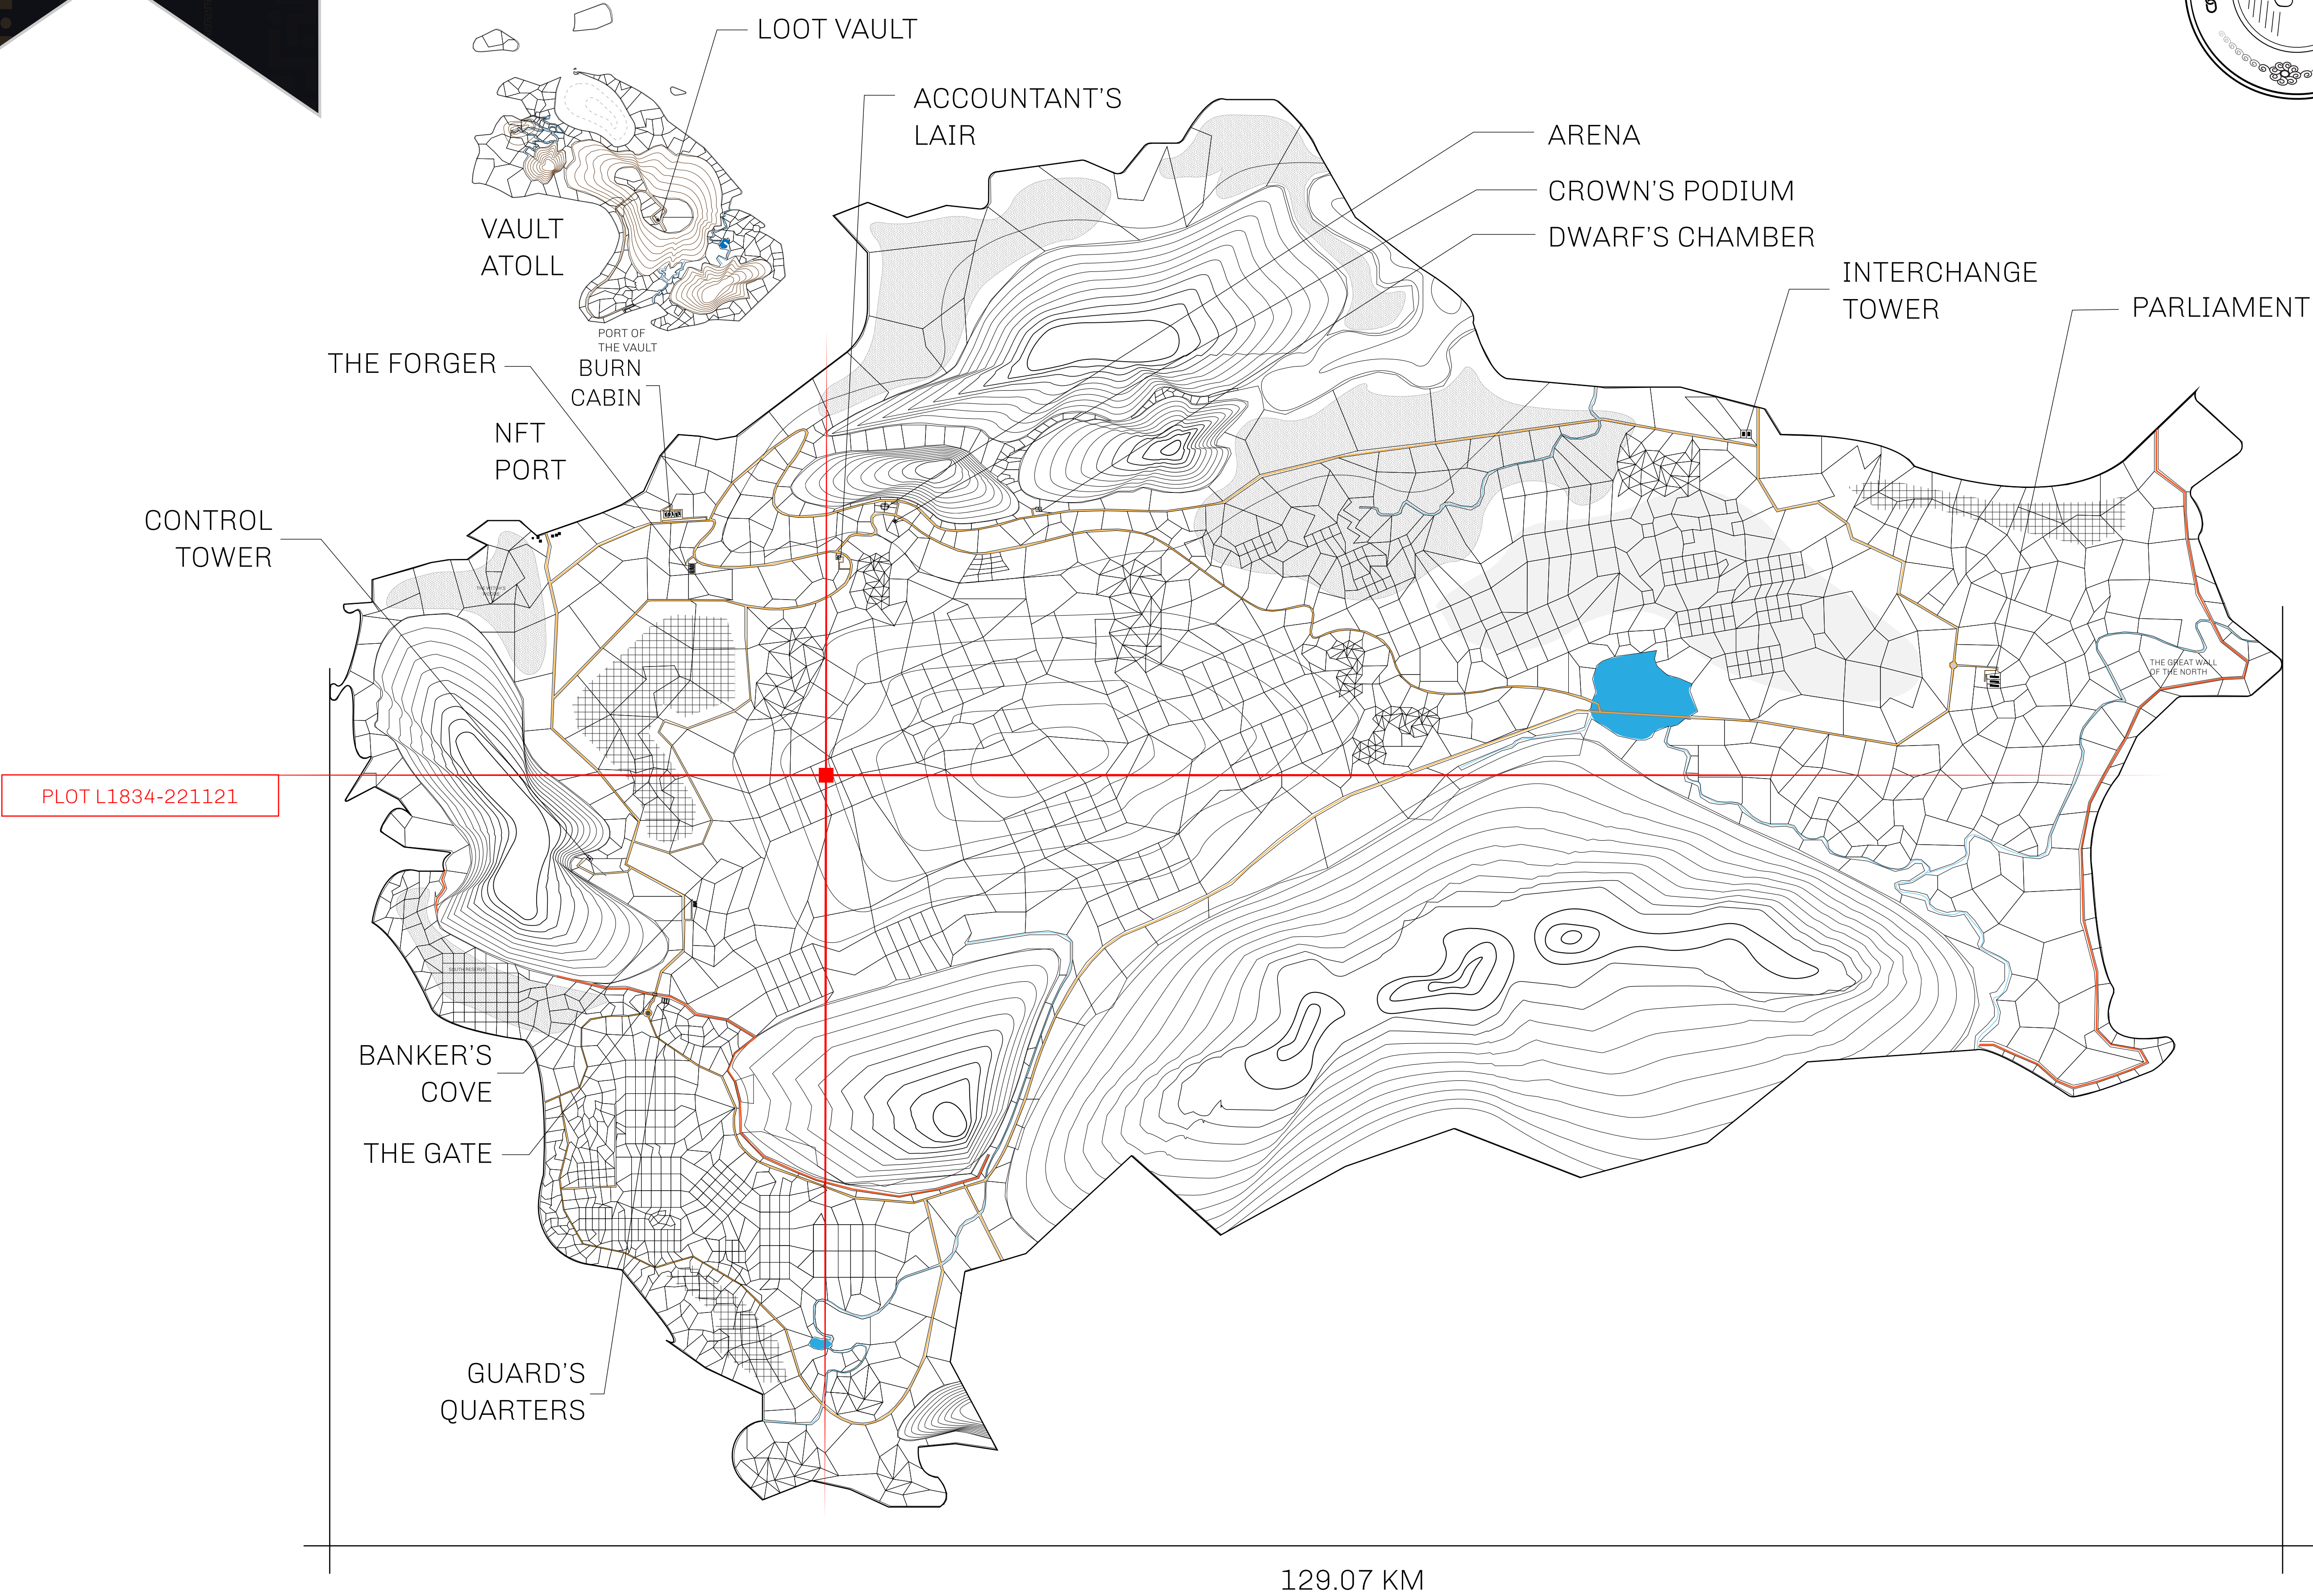 LOOT VAULT
ACCOUNTANT'S
LAIR
ARENA
CROWN'S PODIUM
DWARF'S CHAMBER
VAULT
ATOLL
INTERCHANGE
TOWER
PARLIAMENT
PORT OF
THE VAULT
THE FORGER
BURN
CABIN
NFT
PORT
CONTROL
TOWER
THE GREAT WALL
OF THE NORTH
PLOT L1834-221121
SOUTH RESERVE
BANKER'S
COVE
THE GATE
GUARD'S
QUARTERS
129.07 KM